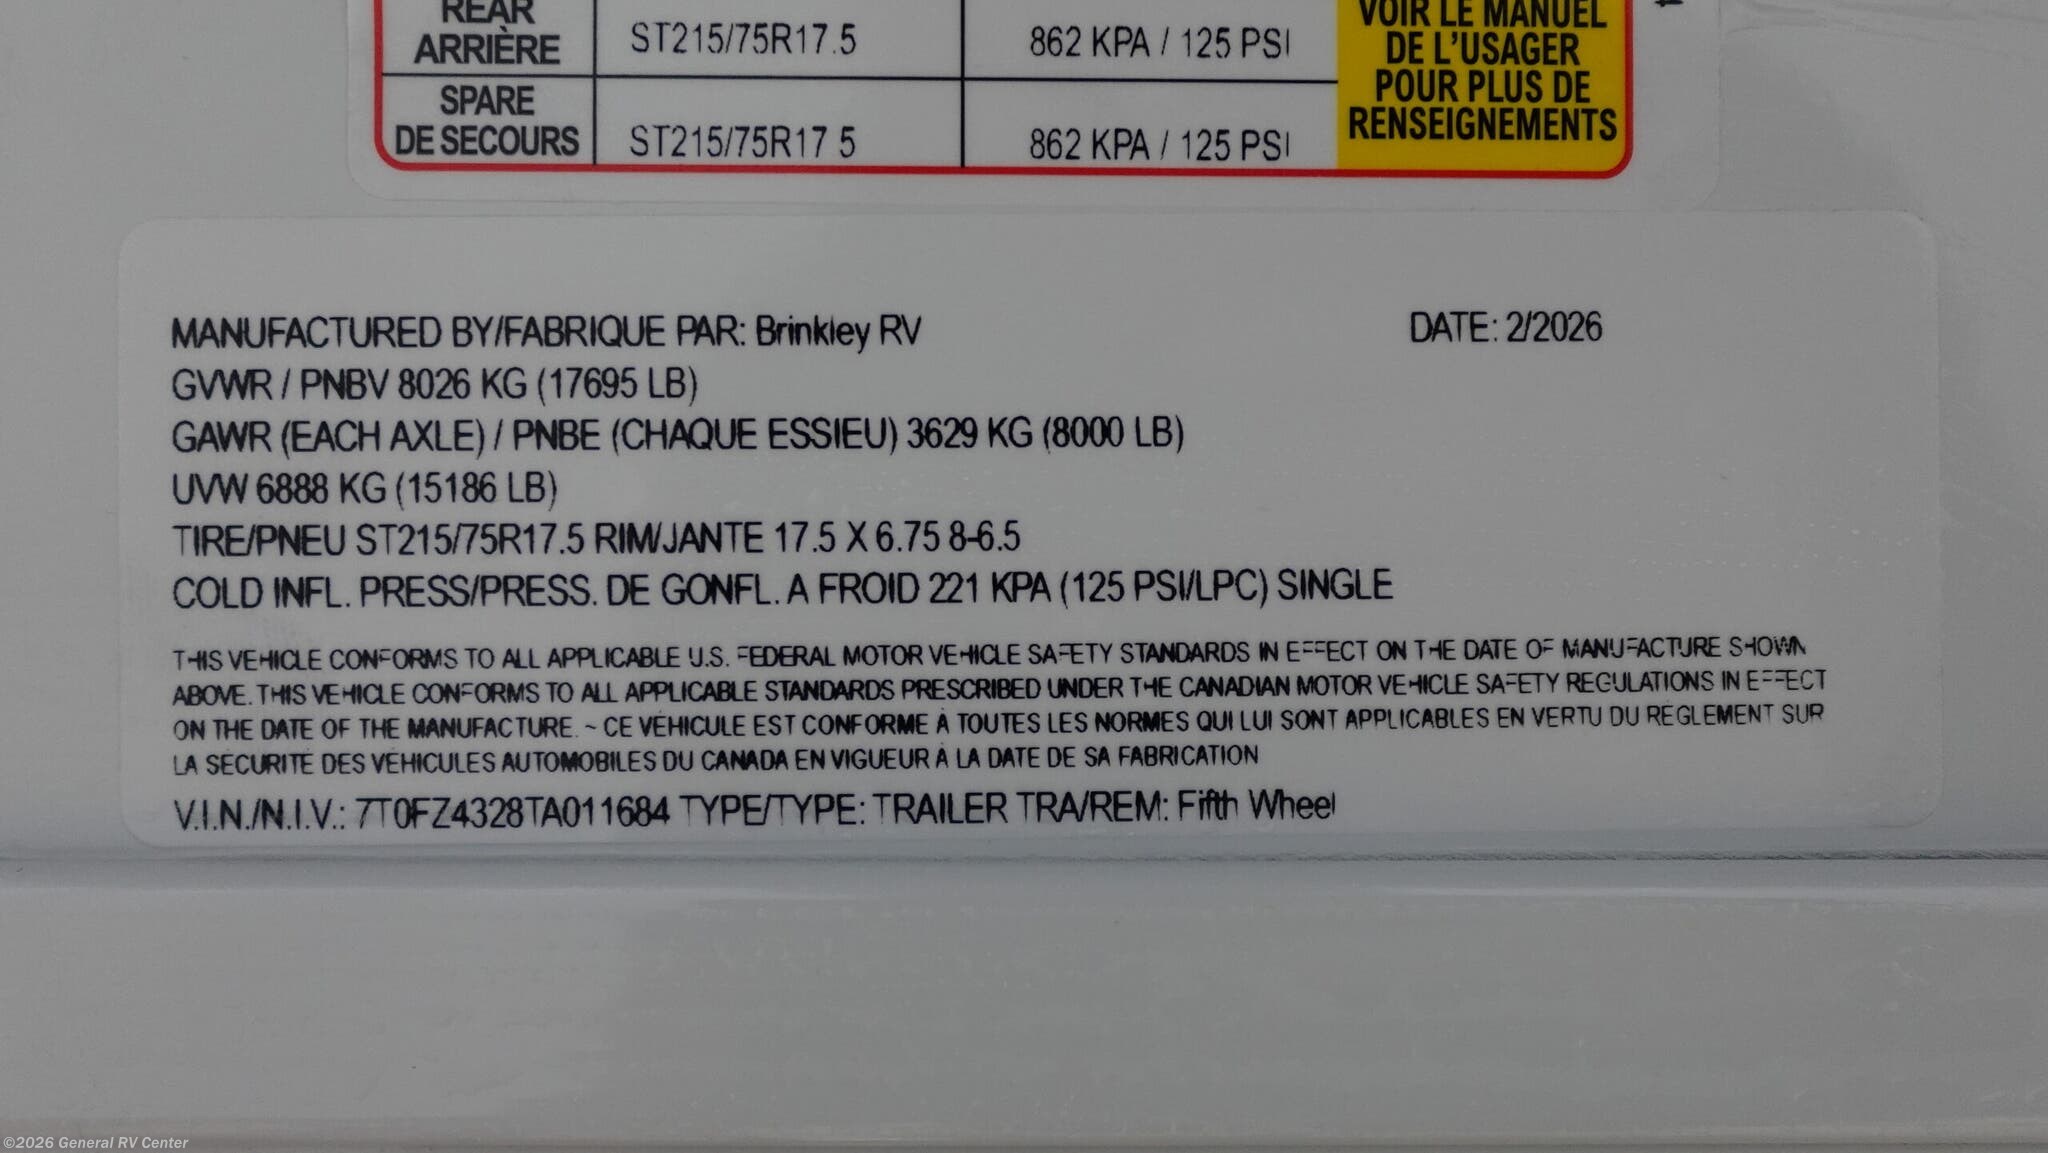 REAR
ARRIÈRE
ST215/75R17.5
862 KPA / 125 PSI
SPARE
DE SECOURS
ST215/75R17 5
862 KPA / 125 PSI
VOIR LE MANUEL
DE L'USAGER
POUR PLUS DE
RENSEIGNEMENTS
MANUFACTURED BY/FABRIQUE PAR: Brinkley RV
DATE: 2/2026
GVWR / PNBV 8026 KG (17695 LB)
GAWR (EACH AXLE) / PNBE (CHAQUE ESSIEU) 3629 KG (8000 LB)
UVW 6888 KG (15186 LB)
TIRE/PNEU ST215/75R17.5 RIM/JANTE 17.5 X 6.75 8-6.5
COLD INFL. PRESS/PRESS. DE GONFL. A FROID 221 KPA (125 PSI/LPC) SINGLE
THIS VEHICLE CONFORMS TO ALL APPLICABLE U.S. FEDERAL MOTOR VEHICLE SAFETY STANDARDS IN EFFECT ON THE DATE OF MANUFACTURE SHOWN
ABOVE. THIS VEHICLE CONFORMS TO ALL APPLICABLE STANDARDS PRESCRIBED UNDER THE CANADIAN MOTOR VEHICLE SAFETY REGULATIONS IN EFFECT
ON THE DATE OF THE MANUFACTURE. ~ CE VÉHICULE EST CONFORME À TOUTES LES NORMES QUI LUI SONT APPLICABLES EN VERTU DU RÈGLEMENT SUR
LA SÉCURITÉ DES VÉHICULES AUTOMOBILES DU CANADA EN VIGUEUR À LA DATE DE SA FABRICATION
V.I.N./N.I.V.: 7T0FZ4328TA011684 TYPE/TYPE: TRAILER TRA/REM: Fifth Wheel
©2026 General RV Center